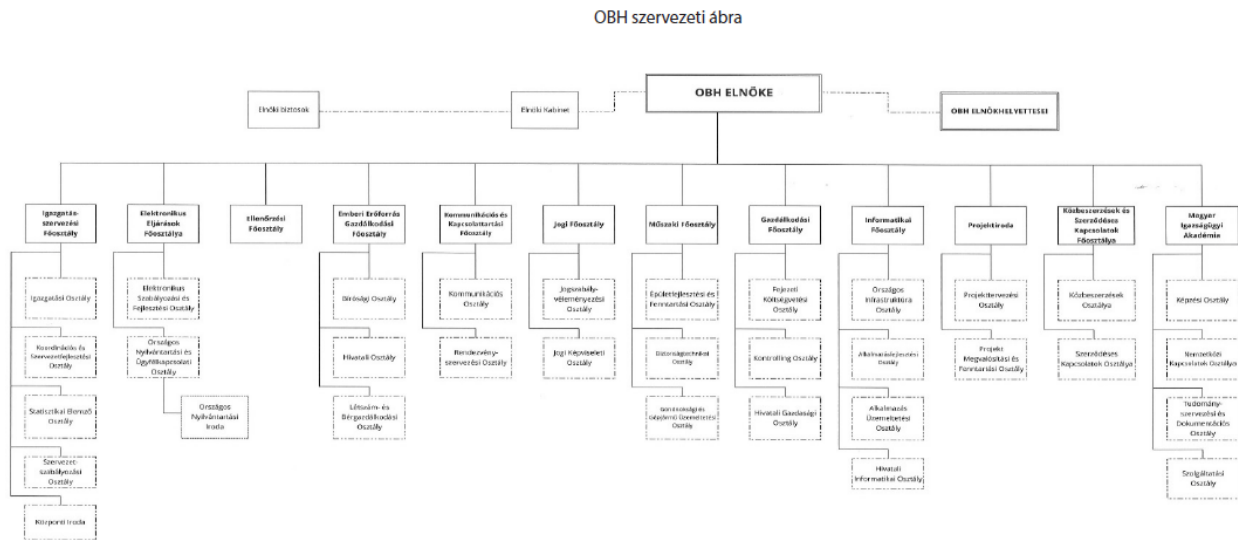 OBH szervezeti ábra
OBH ELNÖKE
Elnöki biztosok
Elnöki Kabinet
OBH ELNÖKHELYETTESEI
Igazgatás-
szervezési
Főosztály
Elektronikus
Eljárások
Főosztálya
Ellenőrzési
Főosztály
Emberi Erőforrás
Gazdálkodási
Főosztály
Kommunikációs és
Kapcsolattartási
Főosztály
Jogi Főosztály
Műszaki Főosztály
Gazdálkodási
Főosztály
Informatikai
Főosztály
Projektiroda
Közbeszerzések és
Szerződéses
Kapcsolatok
Főosztálya
Magyar
Igazságügyi
Akadémia
Igazgatási Osztály
Elektronikus
Szabályozási és
Fejlesztési Osztály
Bírósági Osztály
Kommunikációs
Osztály
Jogszabály-
véleményezési
Osztály
Épületfejlesztési és
Fenntartási Osztály
Fejezeti
Költségvetési
Osztály
Országos
Infrastruktúra
Osztály
Projekttervezési
Osztály
Közbeszerzések
Osztálya
Képzési Osztály
Koordinációs és
Szervezetfejlesztési
Osztály
Országos
Nyilvántartási és
Ügyfélkapcsolati
Osztály
Hivatali Osztály
Rendezvény-
szervezési Osztály
Jogi Képviseleti
Osztály
Biztonságtechnikai
Osztály
Kontrolling Osztály
Alkalmazásfejlesztési
Osztály
Projekt
Megvalósítási és
Fenntartási Osztály
Szerződéses
Kapcsolatok Osztálya
Nemzetközi
Kapcsolatok Osztálya
Statisztikai Elemző
Osztály
Országos
Nyilvántartási
Iroda
Létszám- és
Bérgazdálkodási
Osztály
Gondnoksági és
Gépjármű Üzemeltetési
Osztály
Hivatali Gazdasági
Osztály
Alkalmazás
Üzemeltetési
Osztály
Tudomány-
szervezési és
Dokumentációs
Osztály
Szervezet-
szabályozási
Osztály
Hivatali
Informatikai Osztály
Szolgáltatási
Osztály
Központi Iroda